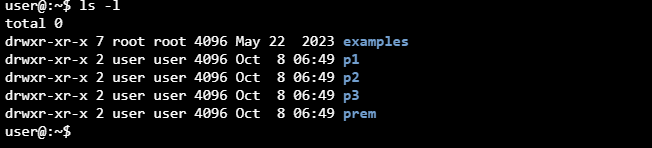 user@:~$ ls -l
total 0
drwxr-xr-x 7 root root 4096 May 22  2023 examples
drwxr-xr-x 2 user user 4096 Oct  8 06:49 p1
drwxr-xr-x 2 user user 4096 Oct  8 06:49 p2
drwxr-xr-x 2 user user 4096 Oct  8 06:49 p3
drwxr-xr-x 2 user user 4096 Oct  8 06:49 prem
user@:~$